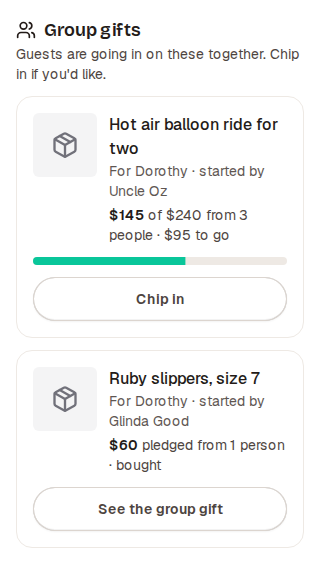 Group gifts
Guests are going in on these together. Chip
in if you'd like.
Hot air balloon ride for
two
For Dorothy · started by
Uncle Oz
$145 of $240 from 3
people · $95 to go
Chip in
Ruby slippers, size 7
For Dorothy · started by
Glinda Good
$60 pledged from 1 person
· bought
See the group gift